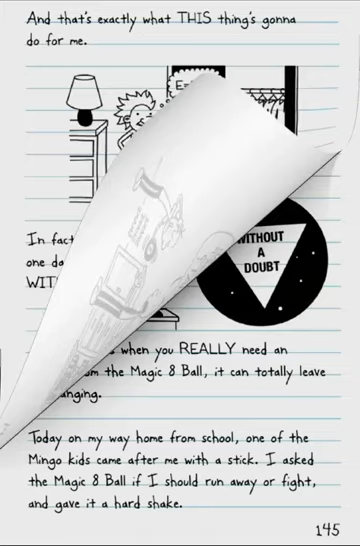 And that's exactly what THIS thing's gonna
do for me.
E=
In fact
one da
WIT
WITHOUT
A
DOUBT
when you REALLY need an
the Magic 8 Ball, it can totally leave
anging.
Today on my way home from school, one of the
Mingo kids came after me with a stick. I asked
the Magic 8 Ball if I should run away or fight,
and gave it a hard shake.
145